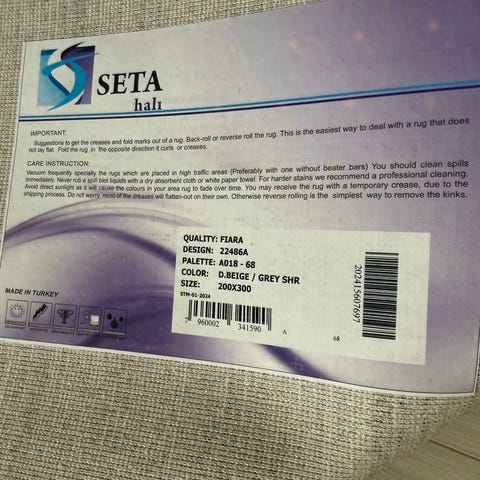 SETA
halı
IMPORTANT:
Suggestions to get the creases and fold marks out of a rug. Back-roll or reverse roll the rug. This is the easiest way to deal with a rug that does
not lay flat. Fold the rug in 'the opposite direction it curls or creases.
CARE INSTRUCTION:
Vacuum frequently specially the rugs which are placed in high traffic areas (Preferably with one without beater bars) You should clean spills
immediately. Never rub a spill blot liquids with a dry absorbent cloth or white paper towel. For harder stains we recommend a professional cleaning.
Avoid direct sunlight as it will cause the colours in your area rug to fade over time. You may receive the rug with a temporary crease, due to the
shipping process. Do not worry, most of the creases will flatten-out on their own. Otherwise reverse rolling is the simplest way to remove the kinks.
QUALITY: FIARA
DESIGN: 22486A
PALETTE: A018 - 68
COLOR: D.BEIGE / GREY SHR
SIZE: 200X300
STM-01-2024
7 960002 341590
A
68
202415607697
MADE IN TURKEY